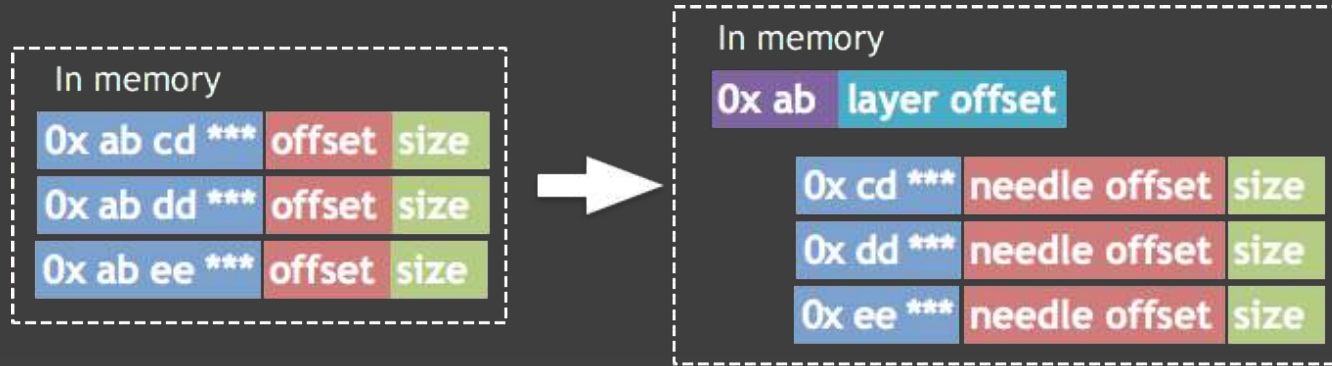 In memory
0x ab cd *** offset size
0x ab dd *** offset size
0x ab ee *** offset size
In memory
0x ab layer offset
0x cd *** needle offset size
0x dd *** needle offset size
0x ee *** needle offset size